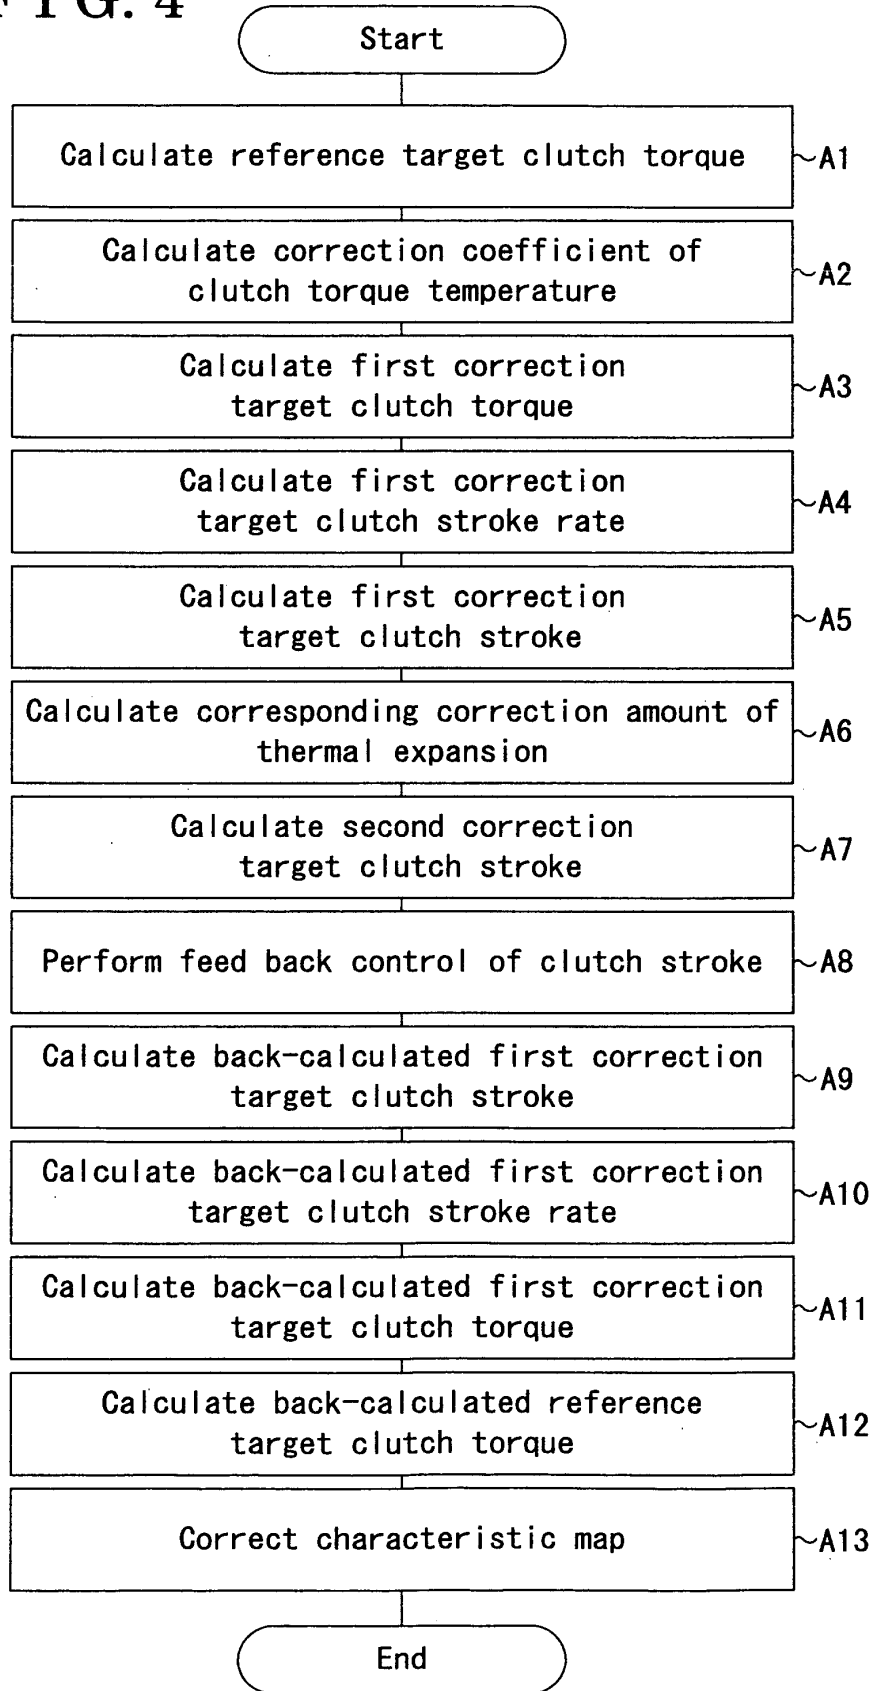 FIG. 4
Start
Calculate reference target clutch torque
~A1
Calculate correction coefficient of
clutch torque temperature
~A2
Calculate first correction
target clutch torque
~A3
Calculate first correction
target clutch stroke rate
~A4
Calculate first correction
target clutch stroke
~A5
Calculate corresponding correction amount of
thermal expansion
~A6
Calculate second correction
target clutch stroke
~A7
Perform feed back control of clutch stroke
~A8
Calculate back-calculated first correction
target clutch stroke
~A9
Calculate back-calculated first correction
target clutch stroke rate
~A10
Calculate back-calculated first correction
target clutch torque
~A11
Calculate back-calculated reference
target clutch torque
~A12
Correct characteristic map
~A13
End